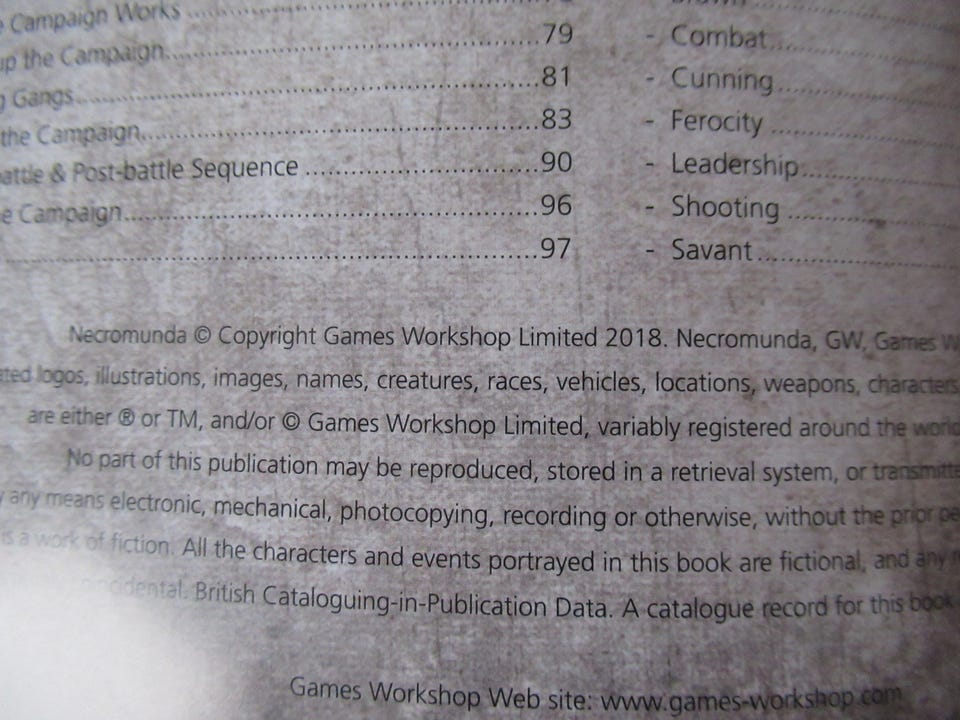 Campaign Works
up the Campaign........ 79
Gangs........ 81
the Campaign........ 83
& Post-battle Sequence ........ 90
Campaign........ 96
........ 97
- Combat........
- Cunning........
- Ferocity ........
- Leadership........
- Shooting ........
- Savant........
Necromunda © Copyright Games Workshop Limited 2018. Necromunda, GW, Games
logos, illustrations, images, names, creatures, races, vehicles, locations, weapons, characters
are either ® or TM, and/or © Games Workshop Limited, variably registered around the world
No part of this publication may be reproduced, stored in a retrieval system, or
any means electronic, mechanical, photocopying, recording or otherwise, without the prior
is a work of fiction. All the characters and events portrayed in this book are fictional, and any
British Cataloguing-in-Publication Data. A catalogue record for this book
Games Workshop Web site: www.games-workshop.com